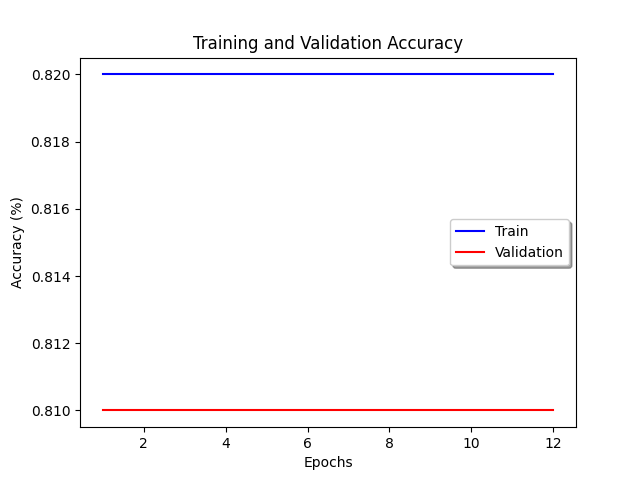 Training and Validation Accuracy
0.820
0.818
0.816
0.814
0.812
0.810
Accuracy (%)
Train
Validation
2 4 6 8 10 12
Epochs